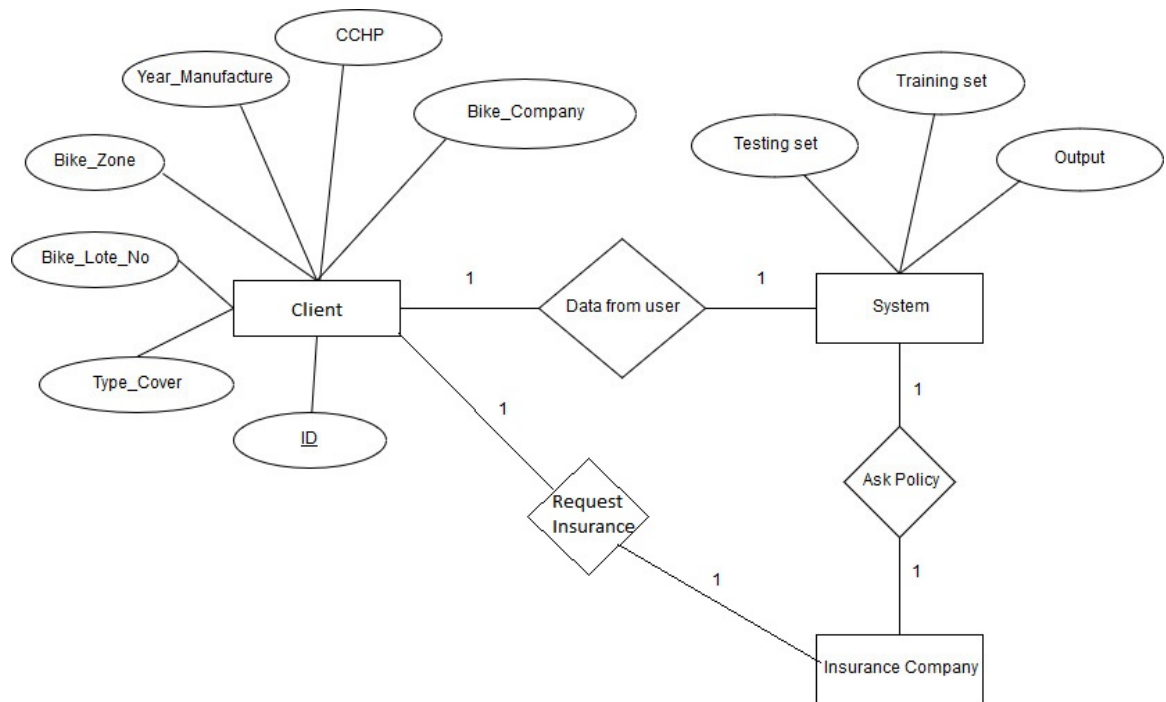 CCHP
Year_Manufacture
Bike_Company
Bike_Zone
Bike_Lote_No
Type_Cover
ID
Client
1
Data from user
1
System
Testing set
Training set
Output
1
Ask Policy
1
1
Request
Insurance
1
Insurance Company